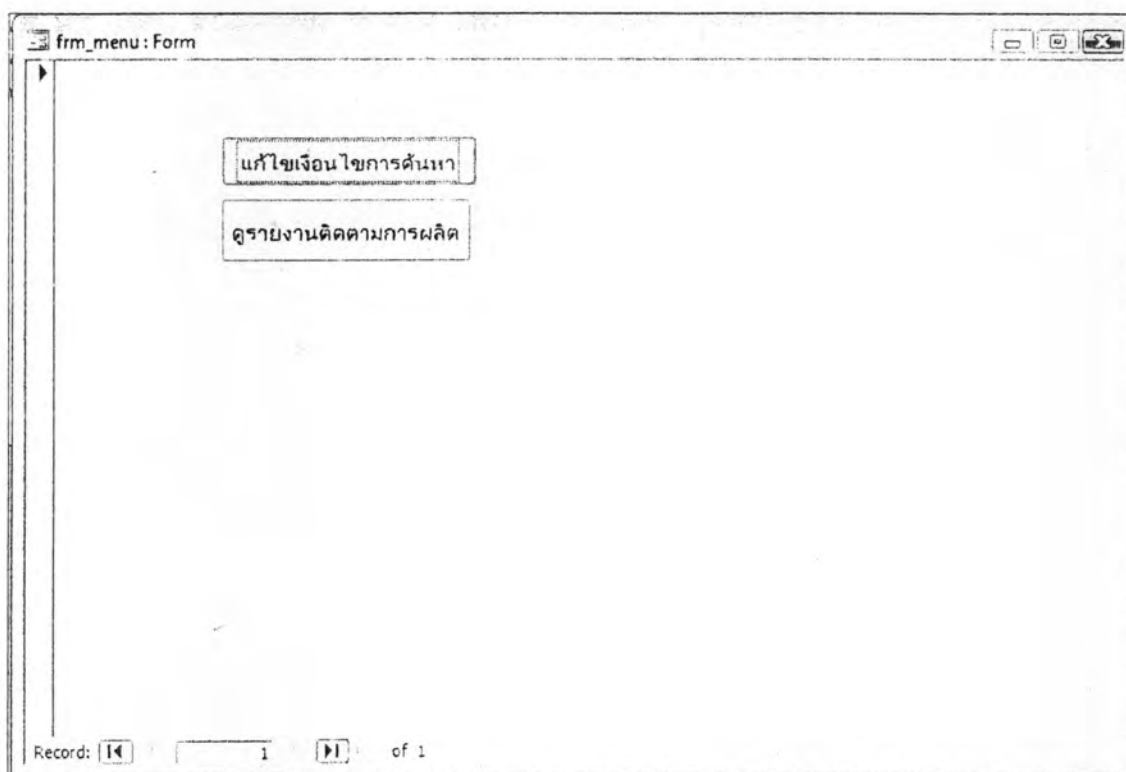 frm_menu : Form
แก้ไขเงื่อนไขการค้นหา
ดูรายงานติดตามการผลิต
Record: 1 of 1